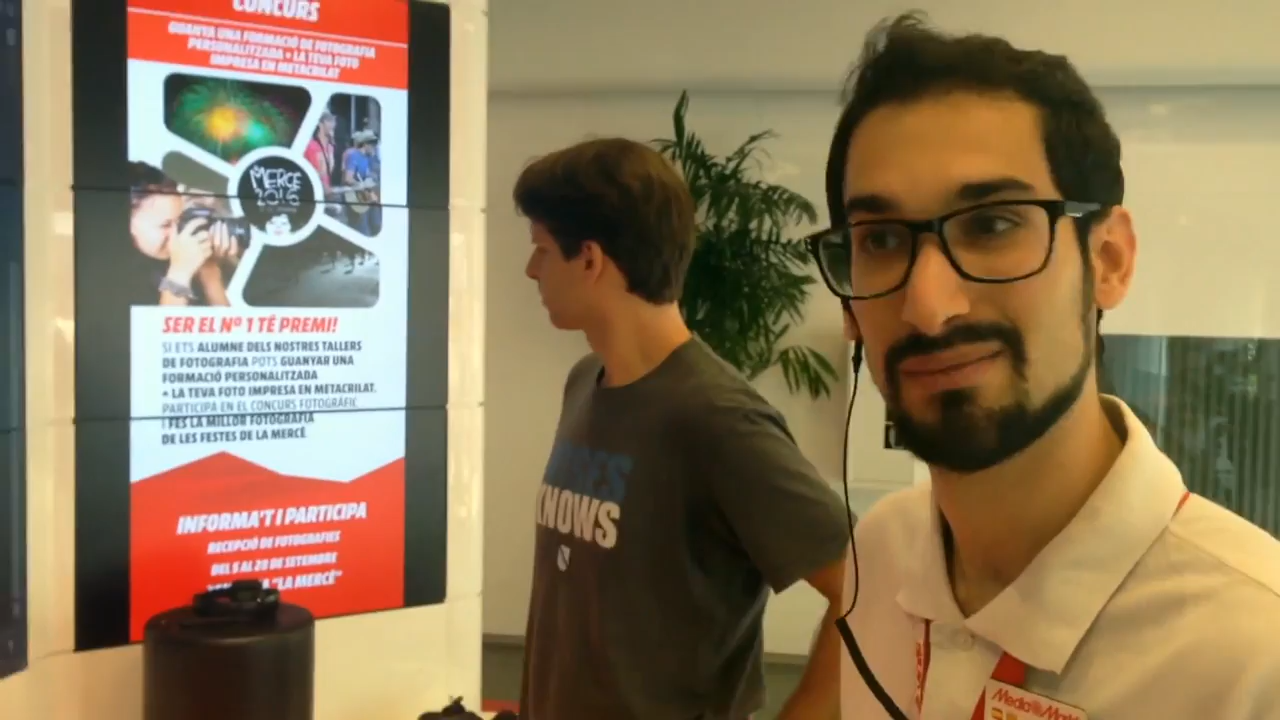 CONCURS
GUANYA UNA FORMACIÓ DE FOTOGRAFIA
PERSONALITZADA + LA TEVA FOTO
IMPRESA EN METACRILAT
MERCÈ
2016
SER EL Nº 1 TÉ PREMI!
SI ETS ALUMNE DELS NOSTRES TALLERS
DE FOTOGRAFIA POTS GUANYAR UNA
FORMACIÓ PERSONALITZADA
+ LA TEVA FOTO IMPRESA EN METACRILAT.
PARTICIPA EN EL CONCURS FOTOGRÀFIC
I FES LA MILLOR FOTOGRAFIA
DE LES FESTES DE LA MERCÈ
INFORMA'T I PARTICIPA
RECEPCIÓ DE FOTOGRAFIES
DEL 5 AL 28 DE SETEMBRE
"LA MERCÈ"
KNOWS
Media Markt